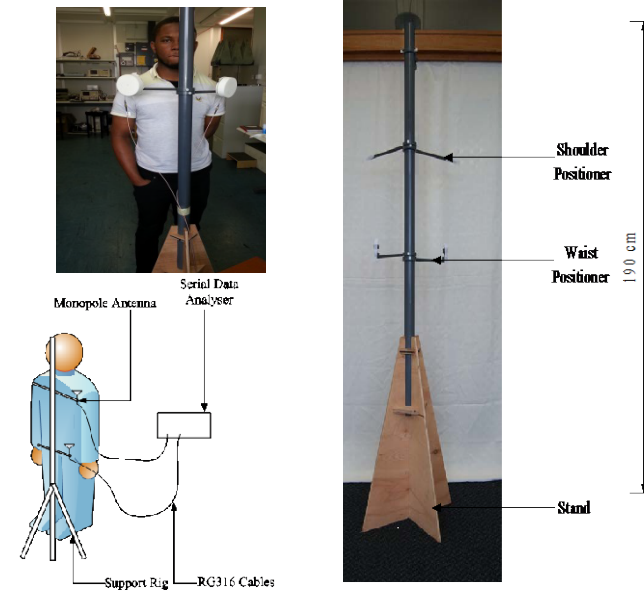 Serial Data
Analyser
Monopole Antenna
Support Rig
RG316 Cables
Shoulder
Positioner
Waist
Positioner
190 cm
Stand